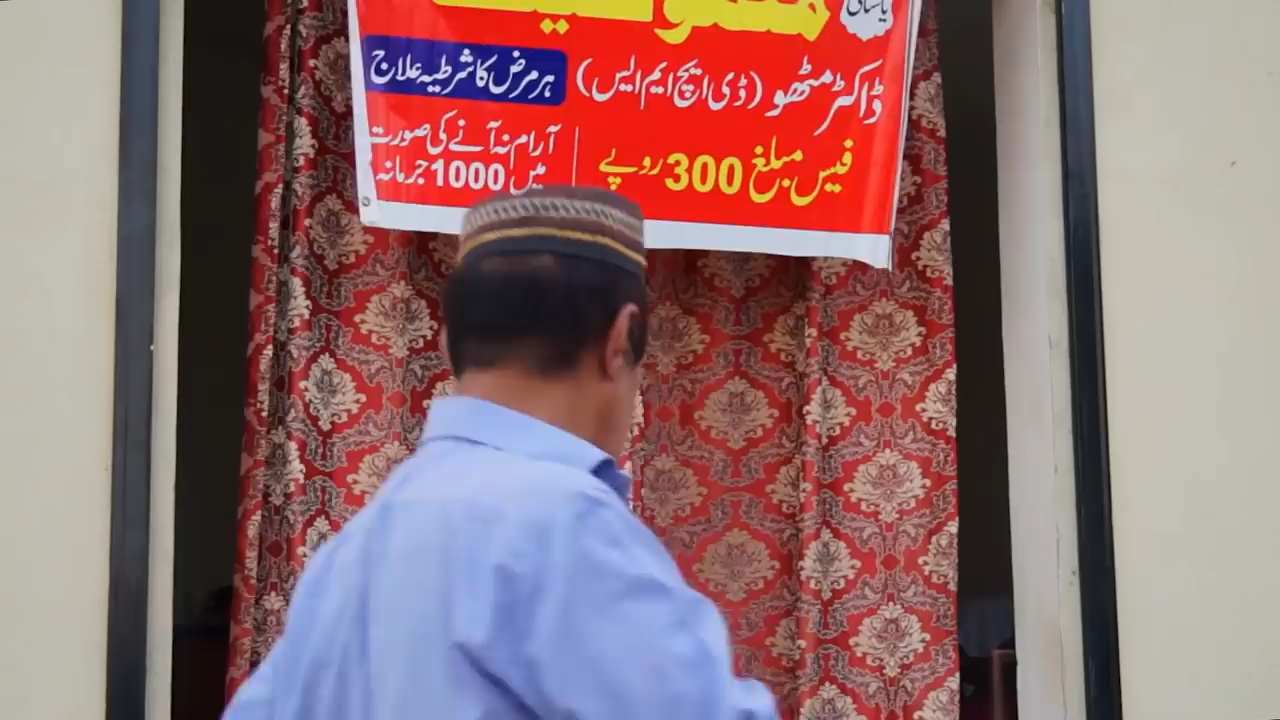 ڈاکٹر مٹھو (ڈی ایچ ایم ایس)
ہر مرض کا شرطیہ علاج
فیس مبلغ 300 روپے
آرام نہ آنے کی صورت
میں 1000 جرمانہ